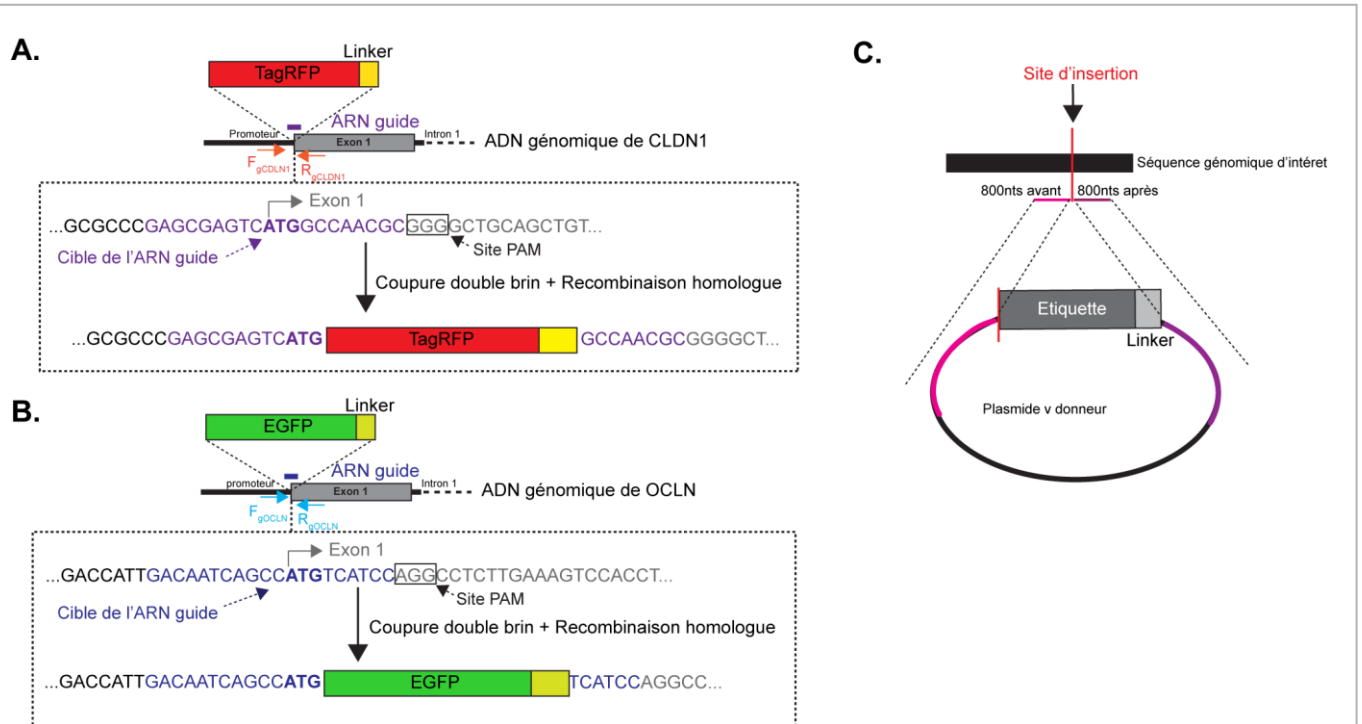 A.
Linker
TagRFP
ARN guide
Promoteur
Exon 1
Intron 1
ADN génomique de CLDN1
FgCDLN1
RgCLDN1
Exon 1
...GCGCCCGAGCGAGTCATGGCCAACGCGGGGCTGCAGCTGT...
Cible de l'ARN guide
Site PAM
Coupure double brin + Recombinaison homologue
...GCGCCCGAGCGAGTCATG TagRFP GCCAACGCGGGGCT...
B.
Linker
EGFP
ARN guide
promoteur
Exon 1
Intron 1
ADN génomique de OCLN
FgOCLN
RgOCLN
Exon 1
...GACCATTGACAATCAGCCATGTCATCCAGGCCTCTTGAAAGTCCACCT...
Cible de l'ARN guide
Site PAM
Coupure double brin + Recombinaison homologue
...GACCATTGACAATCAGCCATG EGFP TCATCCAGGCC...
C.
Site d'insertion
Séquence génomique d'intéret
800nts avant
800nts après
Etiquette
Linker
Plasmide v donneur